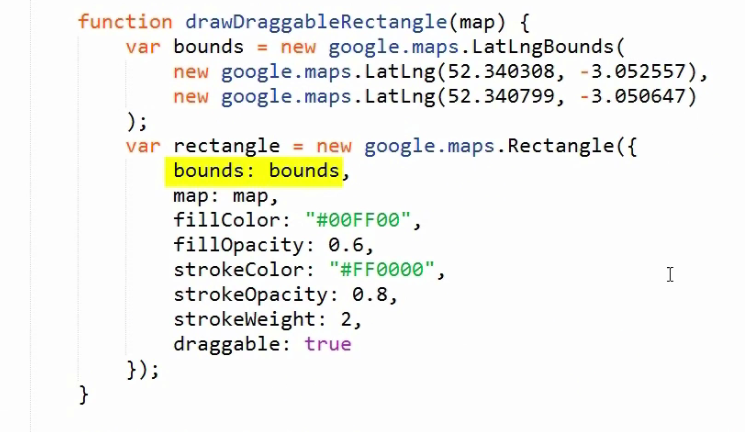 function drawDraggableRectangle(map) {
var bounds = new google.maps.LatLngBounds(
new google.maps.LatLng(52.340308, -3.052557),
new google.maps.LatLng(52.340799, -3.050647)
);
var rectangle = new google.maps.Rectangle({
bounds: bounds,
map: map,
fillColor: "#00FF00",
fillOpacity: 0.6,
strokeColor: "#FF0000",
strokeOpacity: 0.8,
strokeWeight: 2,
draggable: true
});
}